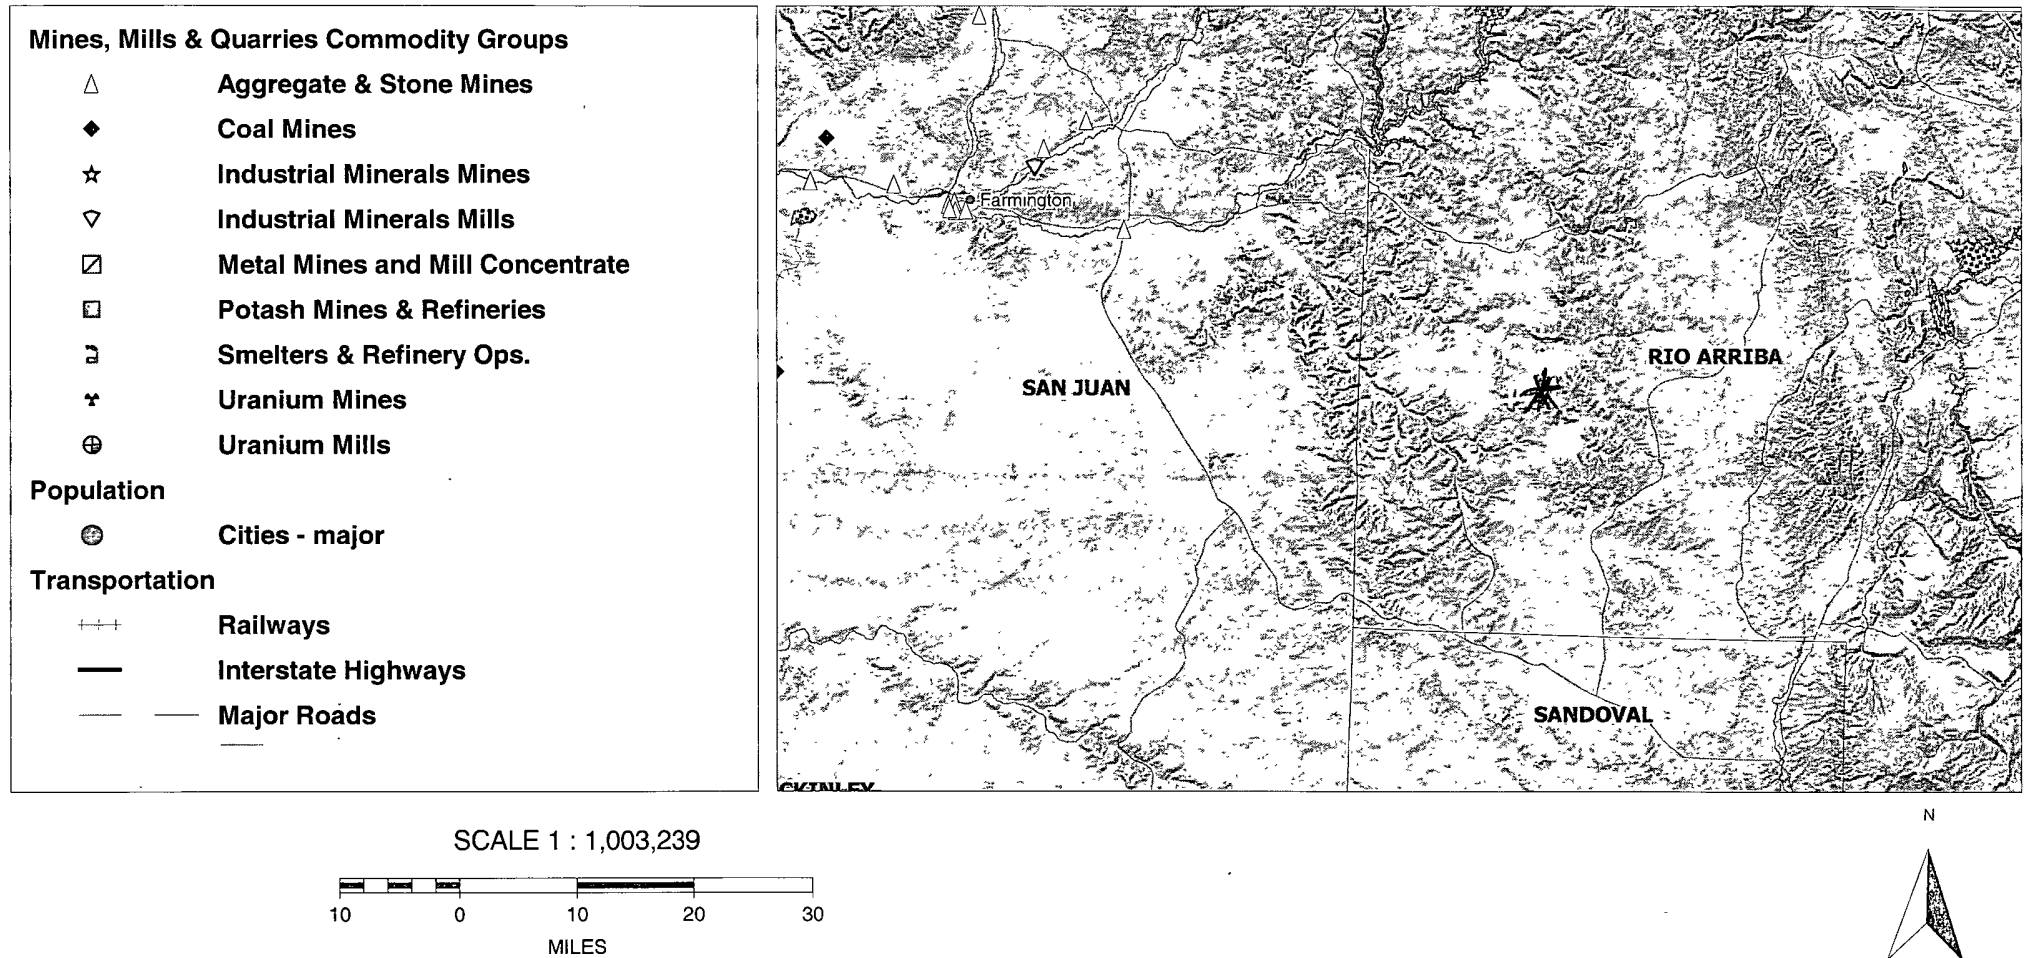 Mines, Mills & Quarries Commodity Groups
Aggregate & Stone Mines
Coal Mines
Industrial Minerals Mines
Industrial Minerals Mills
Metal Mines and Mill Concentrate
Potash Mines & Refineries
Smelters & Refinery Ops.
Uranium Mines
Uranium Mills
Population
Cities - major
Transportation
Railways
Interstate Highways
Major Roads
Farmington
RIO ARRIBA
SAN JUAN
SANDOVAL
CKINLEY
SCALE 1 : 1,003,239
10 0 10 20 30
MILES
N